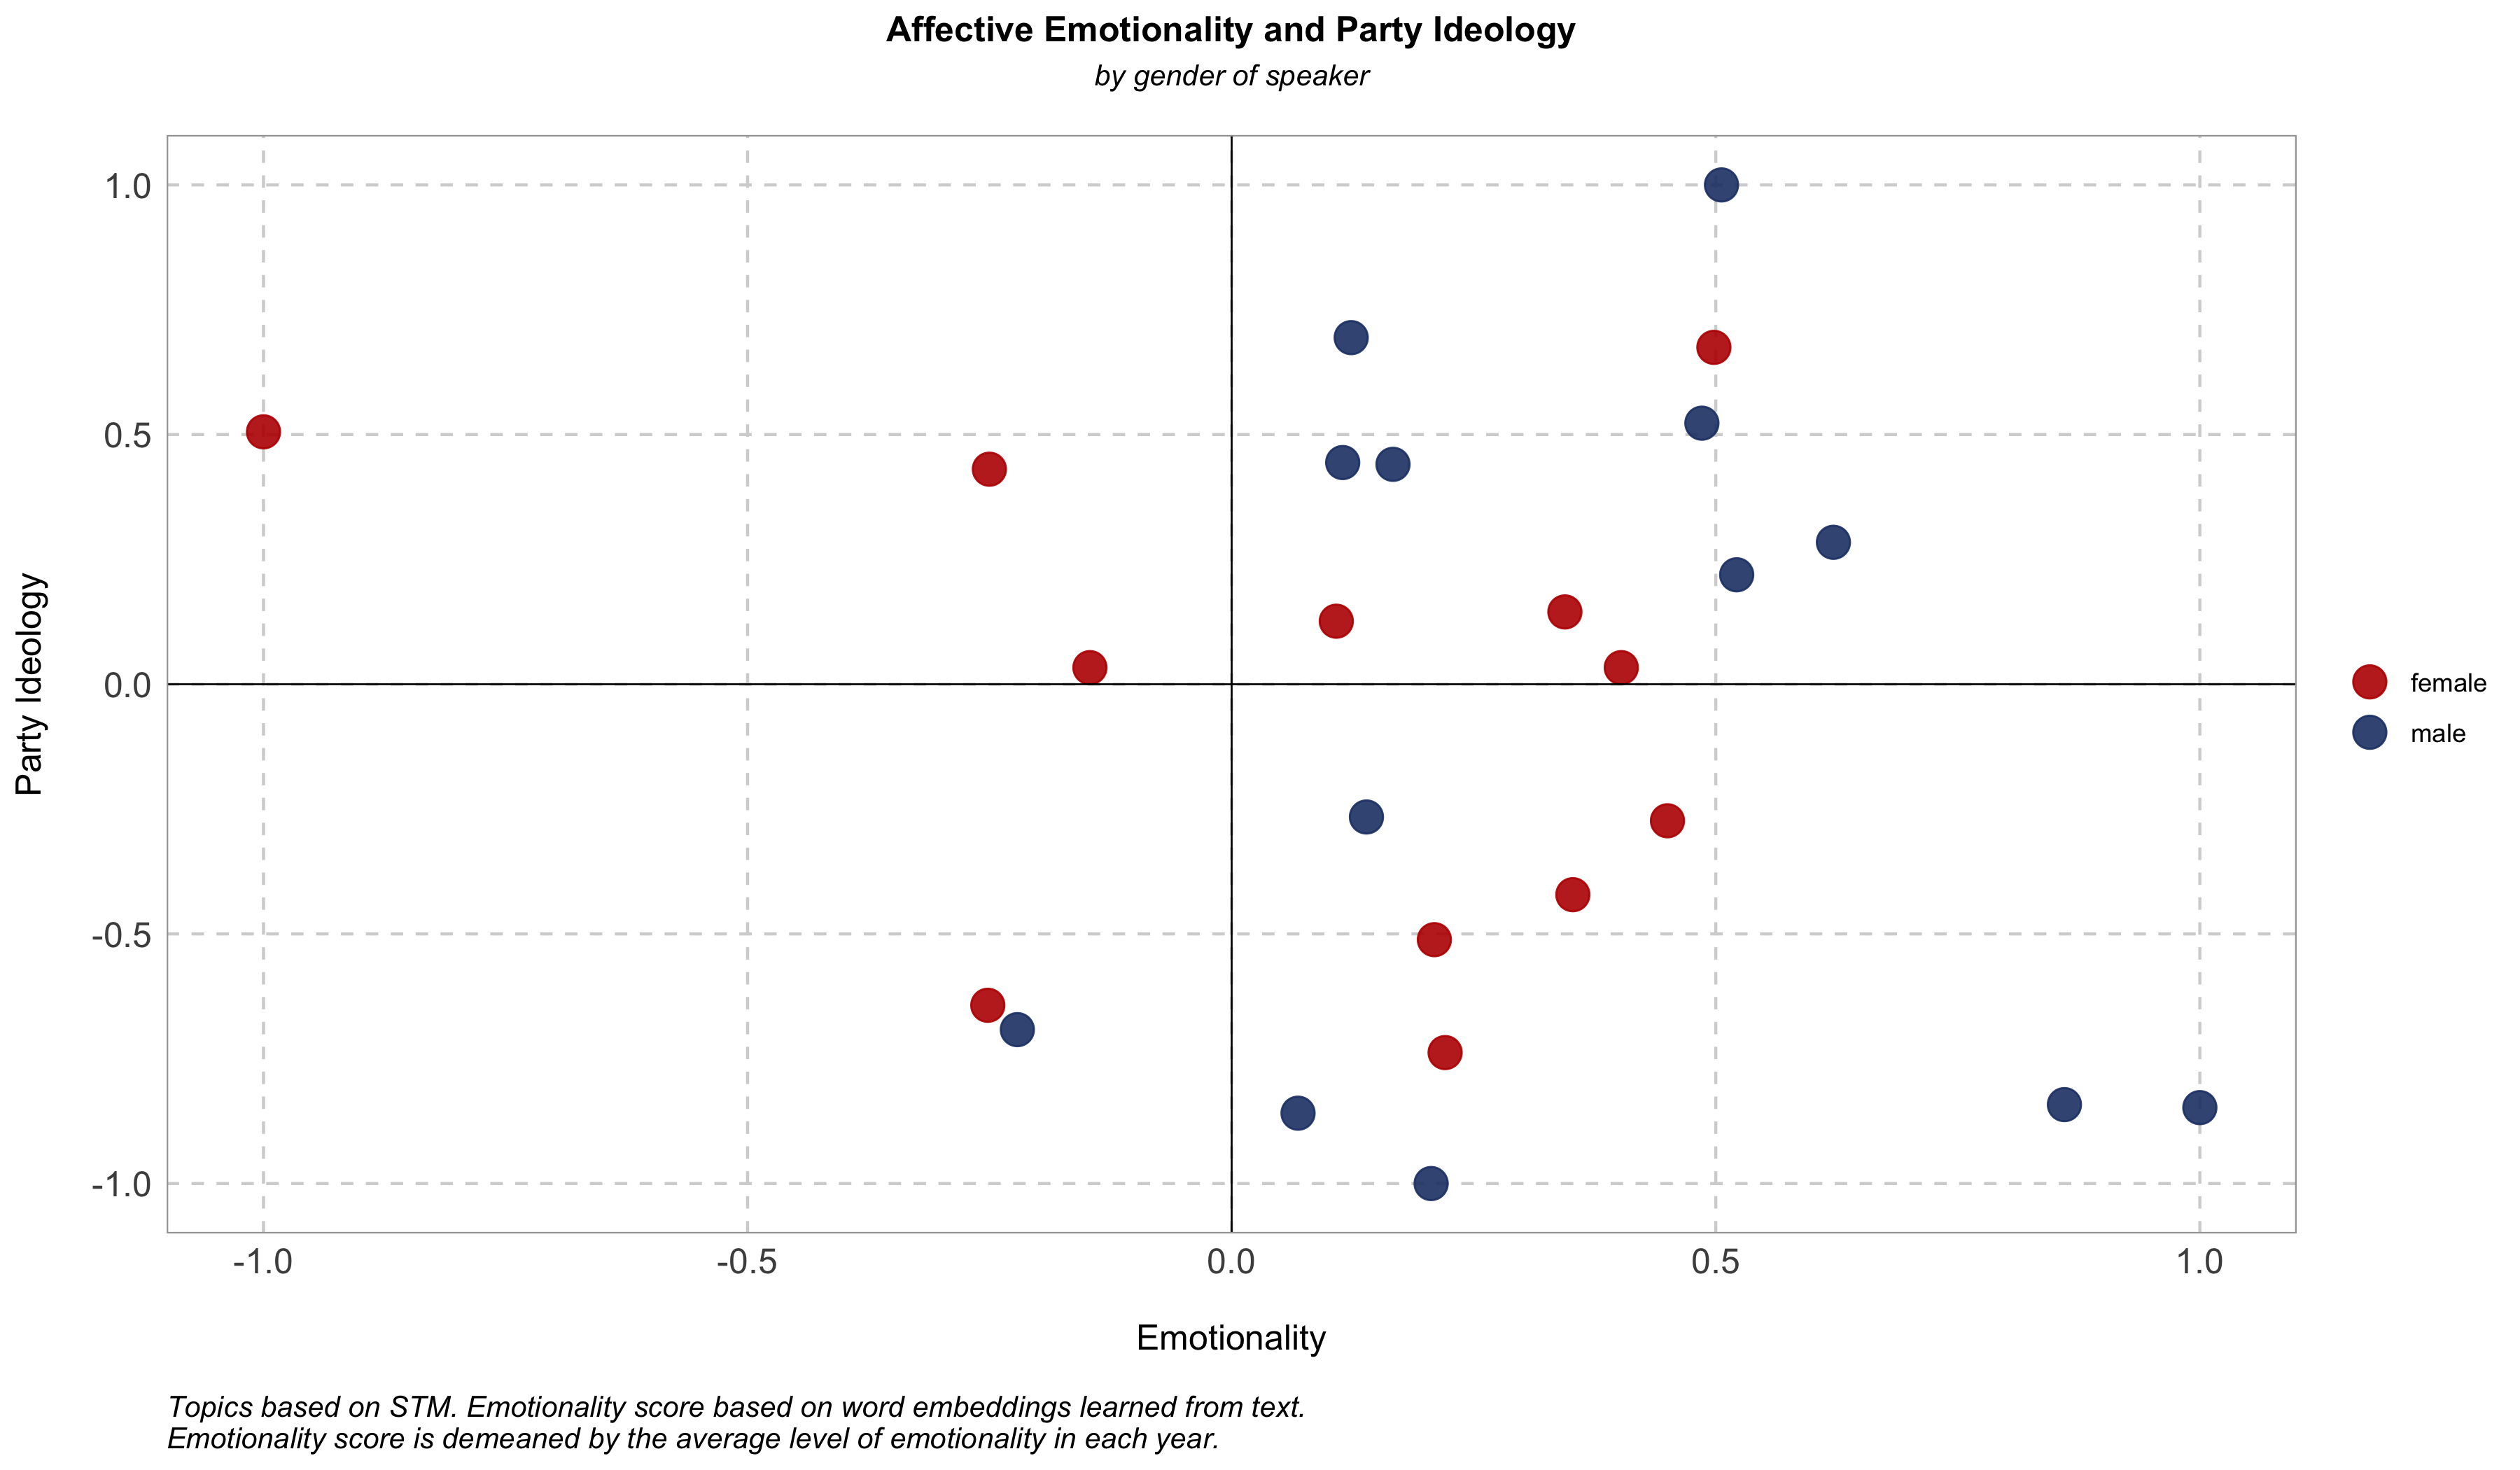 Affective Emotionality and Party Ideology
by gender of speaker
1.0
0.5
0.0
-0.5
-1.0
Party Ideology
-1.0 -0.5 0.0 0.5 1.0
Emotionality
female
male
Topics based on STM. Emotionality score based on word embeddings learned from text.
Emotionality score is demeaned by the average level of emotionality in each year.